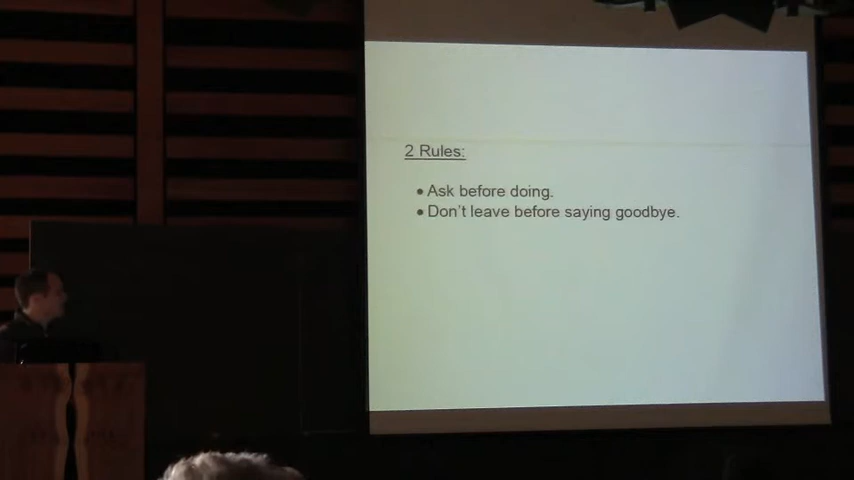 2 Rules:
• Ask before doing.
• Don't leave before saying goodbye.